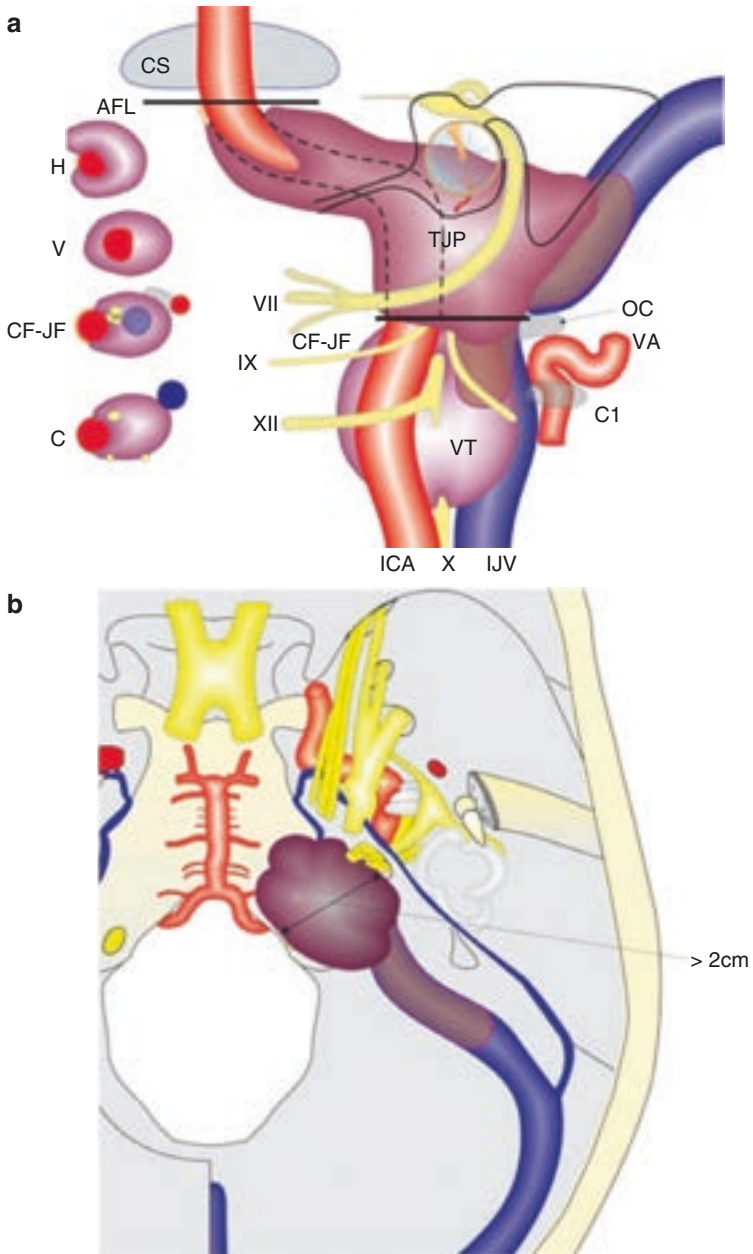 a
CS
AFL
H
V
TJP
VII
CF-JF
CF-JF
OC
VA
IX
C1
XII
C
VT
ICA X IJV
b
> 2cm